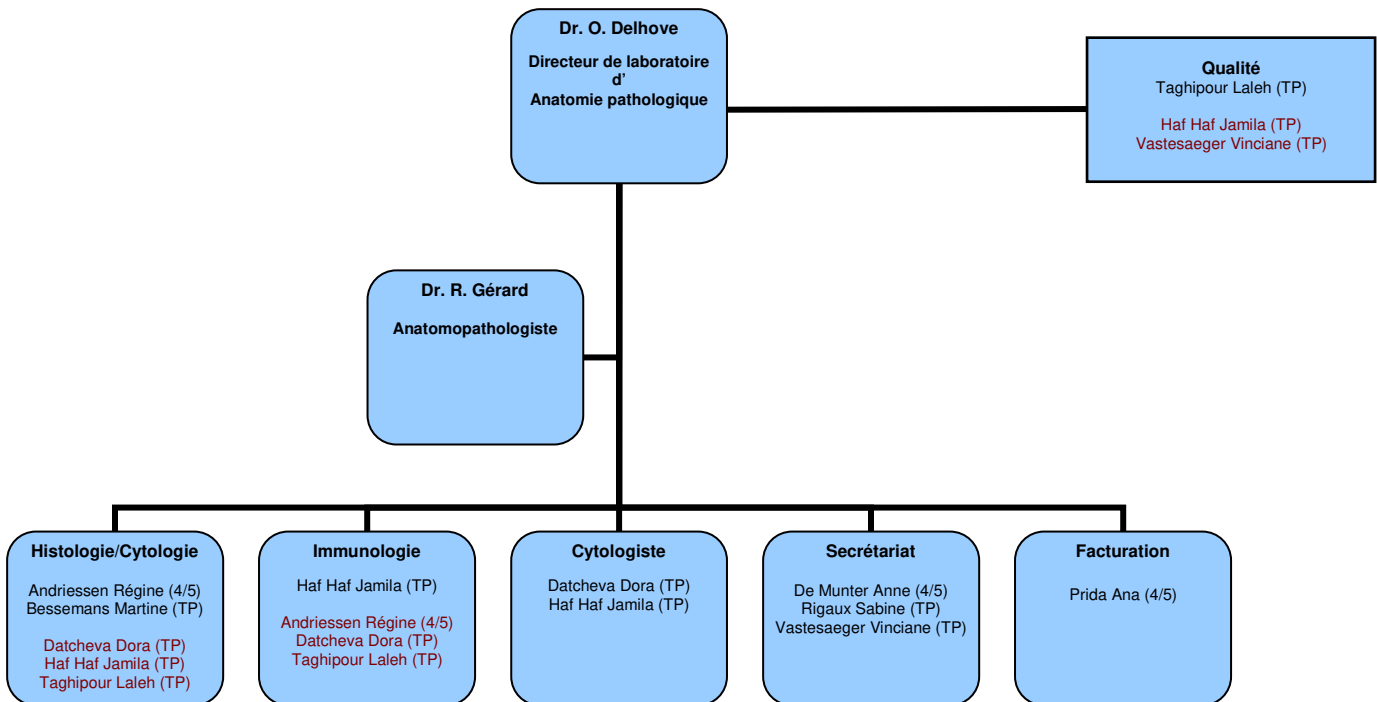 Dr. O. Delhove
Directeur de laboratoire
d'
Anatomie pathologique
Qualité
Taghipour Laleh (TP)
Haf Haf Jamila (TP)
Vastesaeger Vinciane (TP)
Dr. R. Gérard
Anatomopathologiste
Histologie/Cytologie
Andriessen Régine (4/5)
Bessemans Martine (TP)
Datcheva Dora (TP)
Haf Haf Jamila (TP)
Taghipour Laleh (TP)
Immunologie
Haf Haf Jamila (TP)
Andriessen Régine (4/5)
Datcheva Dora (TP)
Taghipour Laleh (TP)
Cytologiste
Datcheva Dora (TP)
Haf Haf Jamila (TP)
Secrétariat
De Munter Anne (4/5)
Rigaux Sabine (TP)
Vastesaeger Vinciane (TP)
Facturation
Prida Ana (4/5)